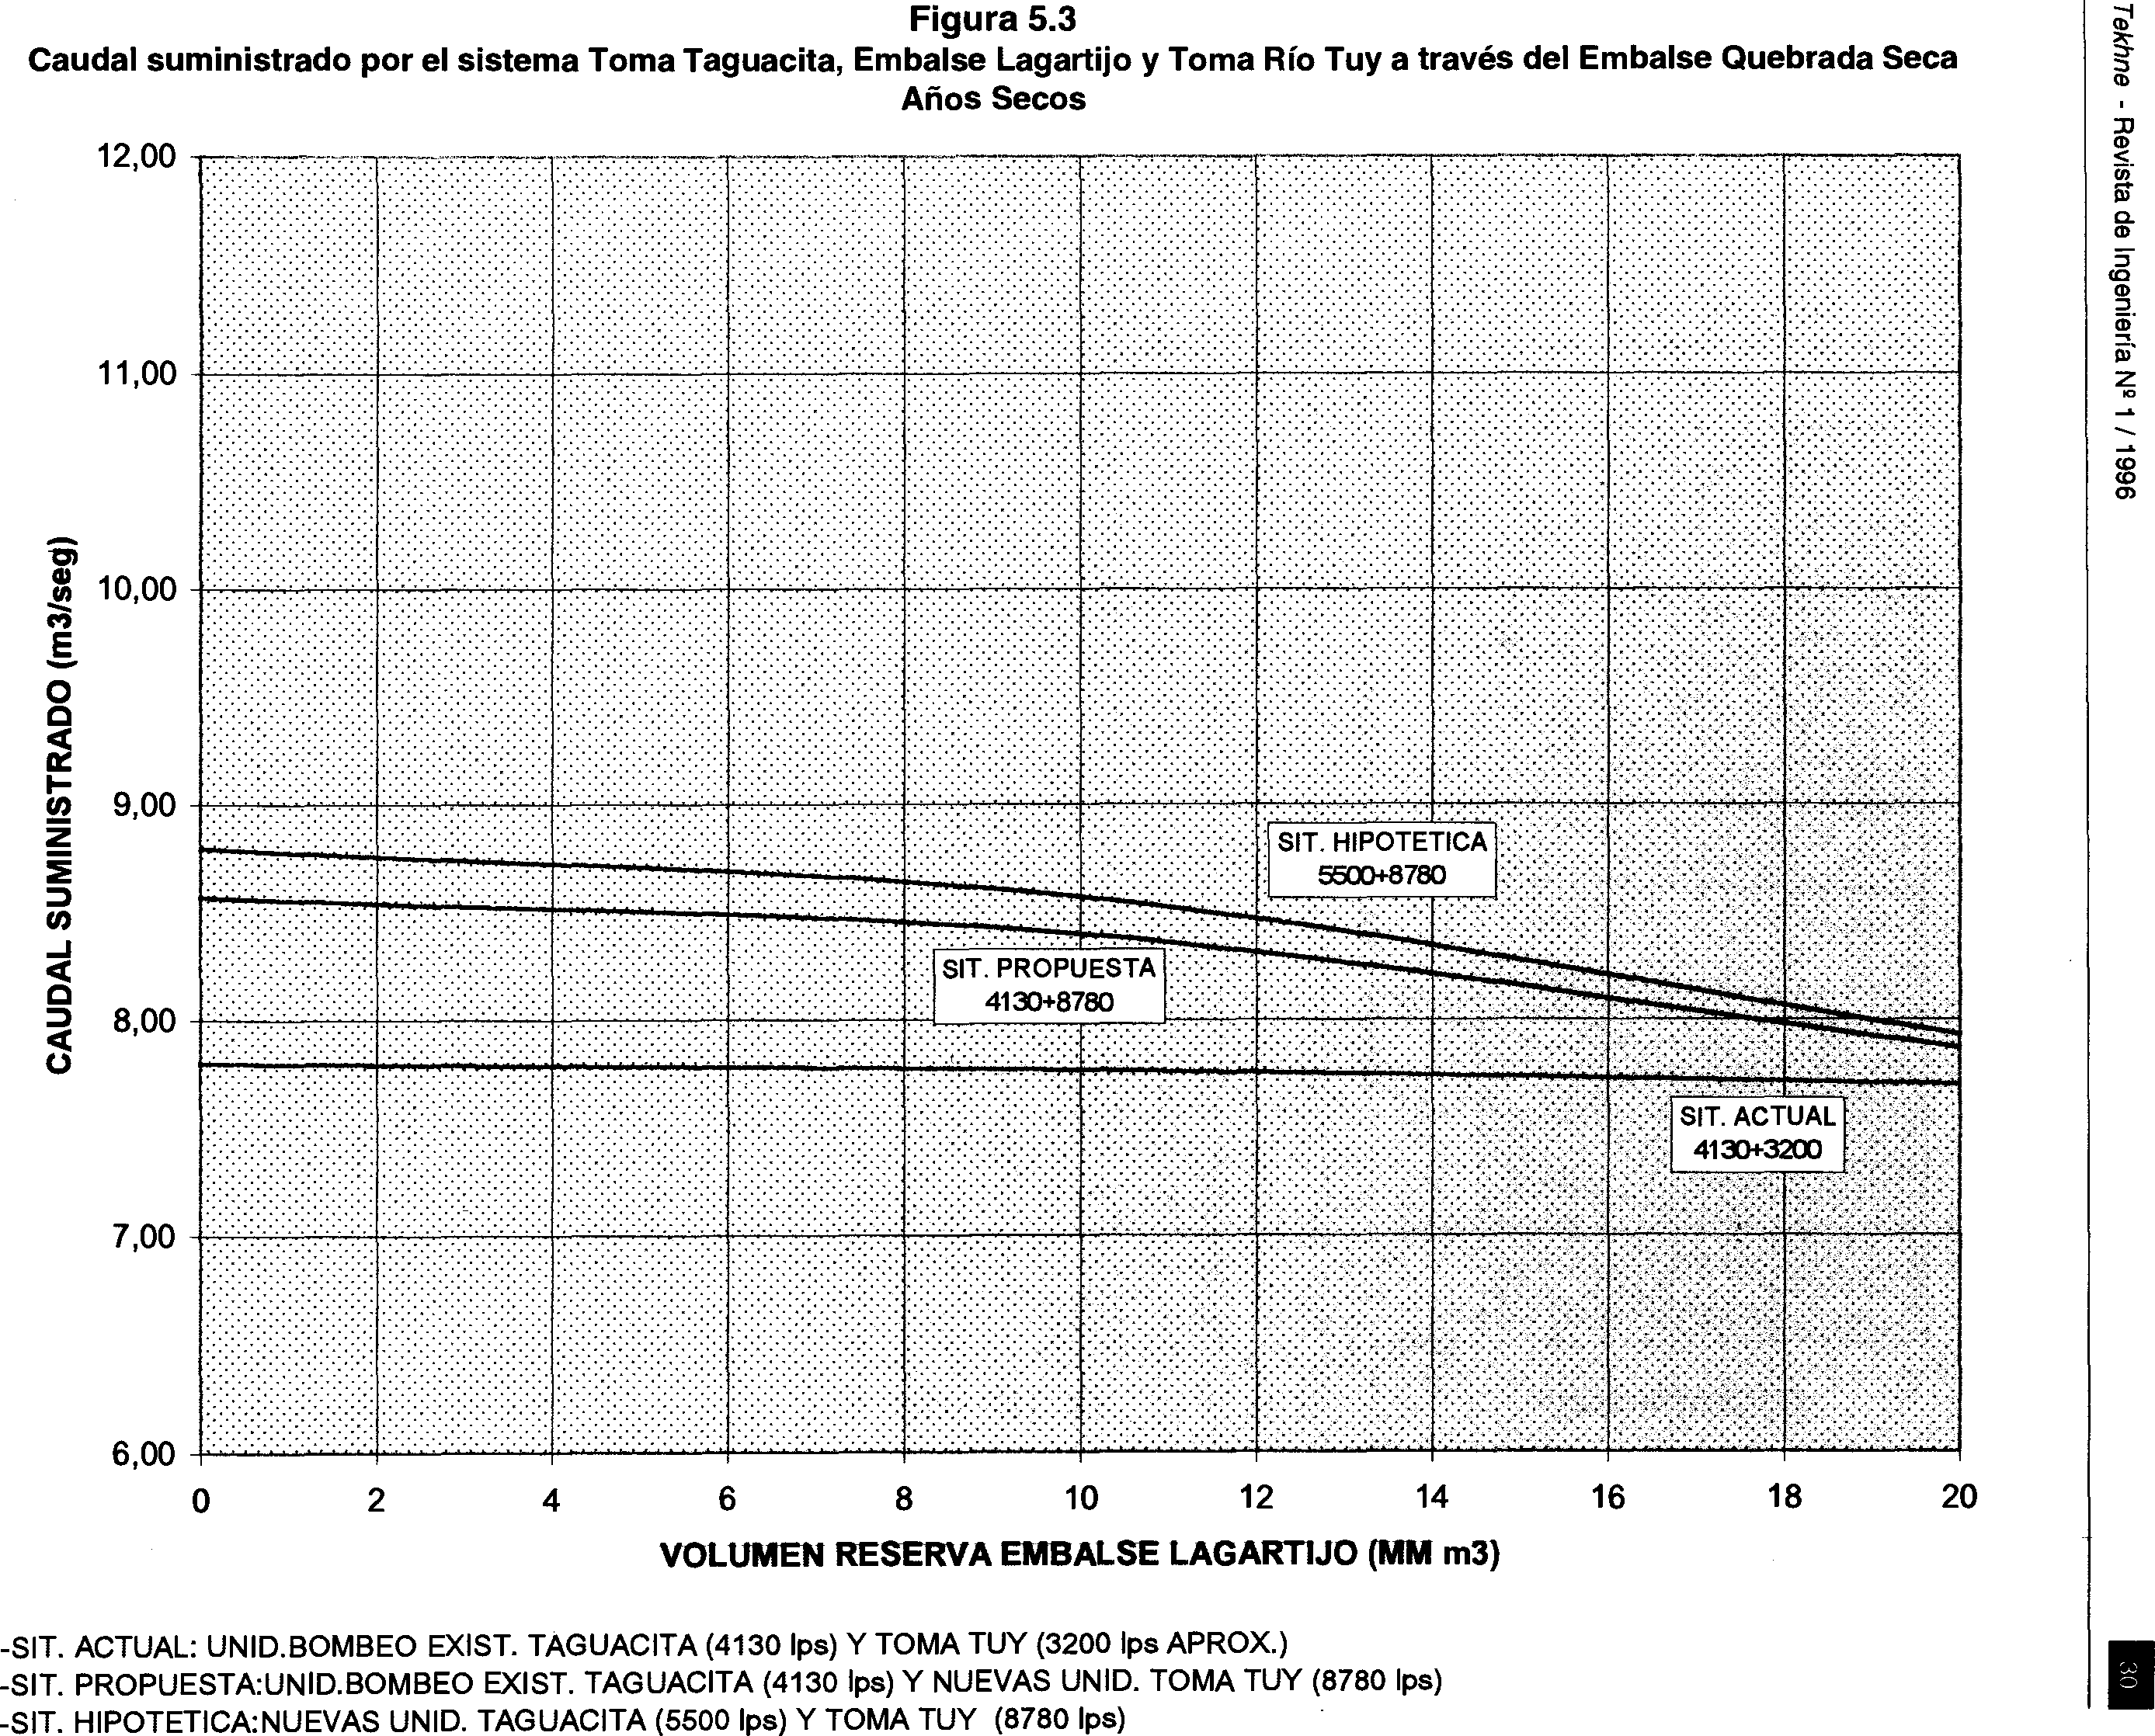 Figura 5.3
Caudal suministrado por el sistema Toma Taguacita, Embalse Lagartijo y Toma Río Tuy a través del Embalse Quebrada Seca
Años Secos
12,00
11,00
10,00
9,00
8,00
7,00
6,00
CAUDAL SUMINISTRADO (m3/seg)
SIT. HIPOTETICA
5500+8780
SIT. PROPUESTA
4130+8780
SIT. ACTUAL
4130+3200
0 2 4 6 8 10 12 14 16 18 20
VOLUMEN RESERVA EMBALSE LAGARTIJO (MM m3)
-SIT. ACTUAL: UNID.BOMBEO EXIST. TAGUACITA (4130 lps) Y TOMA TUY (3200 lps APROX.)
-SIT. PROPUESTA:UNID.BOMBEO EXIST. TAGUACITA (4130 lps) Y NUEVAS UNID. TOMA TUY (8780 lps)
-SIT. HIPOTETICA:NUEVAS UNID. TAGUACITA (5500 lps) Y TOMA TUY (8780 lps)
Tekhne - Revista de Ingeniería Nº 1 / 1996
30